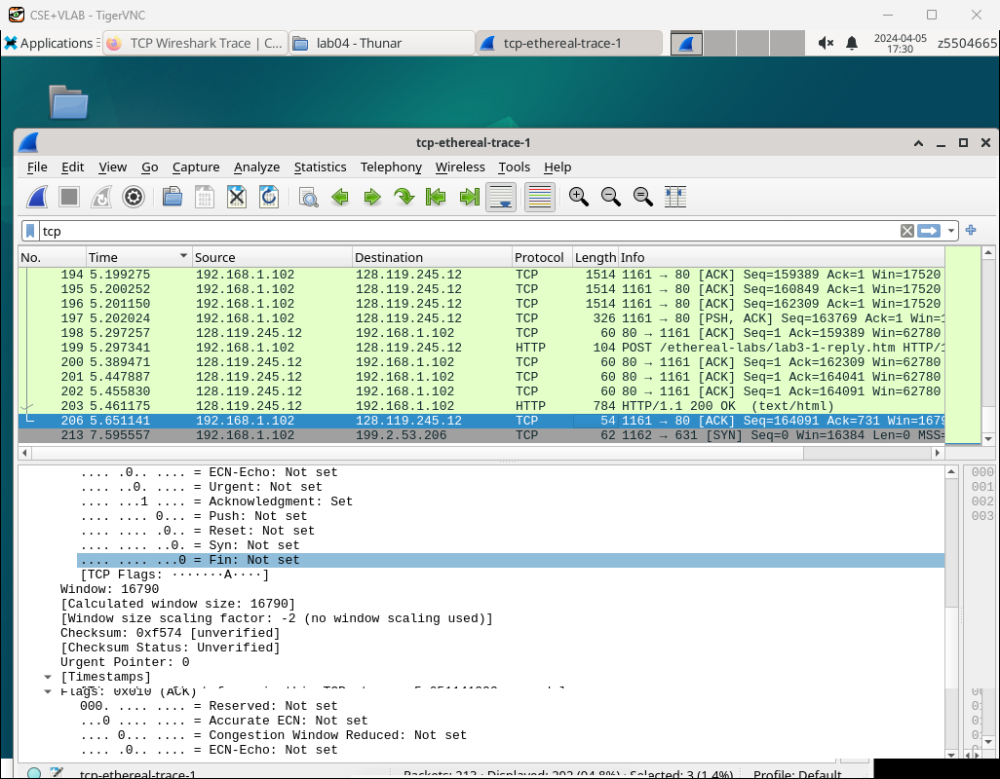 CSE+VLAB - TigerVNC
Applications TCP Wireshark Trace | C... lab04 - Thunar tcp-ethereal-trace-1 2024-04-05 17:30 z5504665
tcp-ethereal-trace-1
File Edit View Go Capture Analyze Statistics Telephony Wireless Tools Help
tcp
No. Time Source Destination Protocol Length Info
194 5.199275 192.168.1.102 128.119.245.12 TCP 1514 1161 → 80 [ACK] Seq=159389 Ack=1 Win=17520
195 5.200252 192.168.1.102 128.119.245.12 TCP 1514 1161 → 80 [ACK] Seq=160849 Ack=1 Win=17520
196 5.201150 192.168.1.102 128.119.245.12 TCP 1514 1161 → 80 [ACK] Seq=162309 Ack=1 Win=17520
197 5.202024 192.168.1.102 128.119.245.12 TCP 326 1161 → 80 [PSH, ACK] Seq=163769 Ack=1 Win=1
198 5.297257 128.119.245.12 192.168.1.102 TCP 60 80 → 1161 [ACK] Seq=1 Ack=159389 Win=62780
199 5.297341 192.168.1.102 128.119.245.12 HTTP 104 POST /ethereal-labs/lab3-1-reply.htm HTTP/1
200 5.389471 128.119.245.12 192.168.1.102 TCP 60 80 → 1161 [ACK] Seq=1 Ack=162309 Win=62780
201 5.447887 128.119.245.12 192.168.1.102 TCP 60 80 → 1161 [ACK] Seq=1 Ack=164041 Win=62780
202 5.455830 128.119.245.12 192.168.1.102 TCP 60 80 → 1161 [ACK] Seq=1 Ack=164091 Win=62780
203 5.461175 128.119.245.12 192.168.1.102 HTTP 784 HTTP/1.1 200 OK (text/html)
206 5.651141 192.168.1.102 128.119.245.12 TCP 54 1161 → 80 [ACK] Seq=164091 Ack=731 Win=1679
213 7.595557 192.168.1.102 199.2.53.206 TCP 62 1162 → 631 [SYN] Seq=0 Win=16384 Len=0 MSS=
.... .0.. .... = ECN-Echo: Not set 000
.... ..0. .... = Urgent: Not set 001
.... ...1 .... = Acknowledgment: Set 002
.... .... 0... = Push: Not set 003
.... .... .0.. = Reset: Not set
.... .... ..0. = Syn: Not set
.... .... ...0 = Fin: Not set
[TCP Flags: ·······A····]
Window: 16790
[Calculated window size: 16790]
[Window size scaling factor: -2 (no window scaling used)]
Checksum: 0xf574 [unverified]
[Checksum Status: Unverified]
Urgent Pointer: 0
[Timestamps]
Flags: 0x010 (ACK)
000. .... .... = Reserved: Not set
...0 .... .... = Accurate ECN: Not set
.... 0... .... = Congestion Window Reduced: Not set
.... .0.. .... = ECN-Echo: Not set
tcp-ethereal-trace-1 Packets: 213 · Displayed: 202 (94.8%) · Selected: 3 (1.4%) Profile: Default